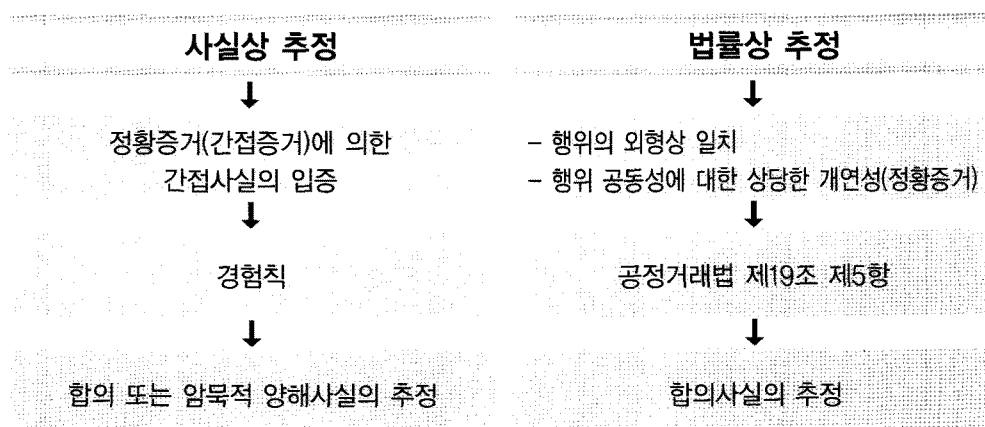 사실상 추정
↓
정황증거(간접증거)에 의한
간접사실의 입증
↓
경험칙
↓
합의 또는 암묵적 양해사실의 추정
법률상 추정
↓
– 행위의 외형상 일치
– 행위 공동성에 대한 상당한 개연성(정황증거)
↓
공정거래법 제19조 제5항
↓
합의사실의 추정